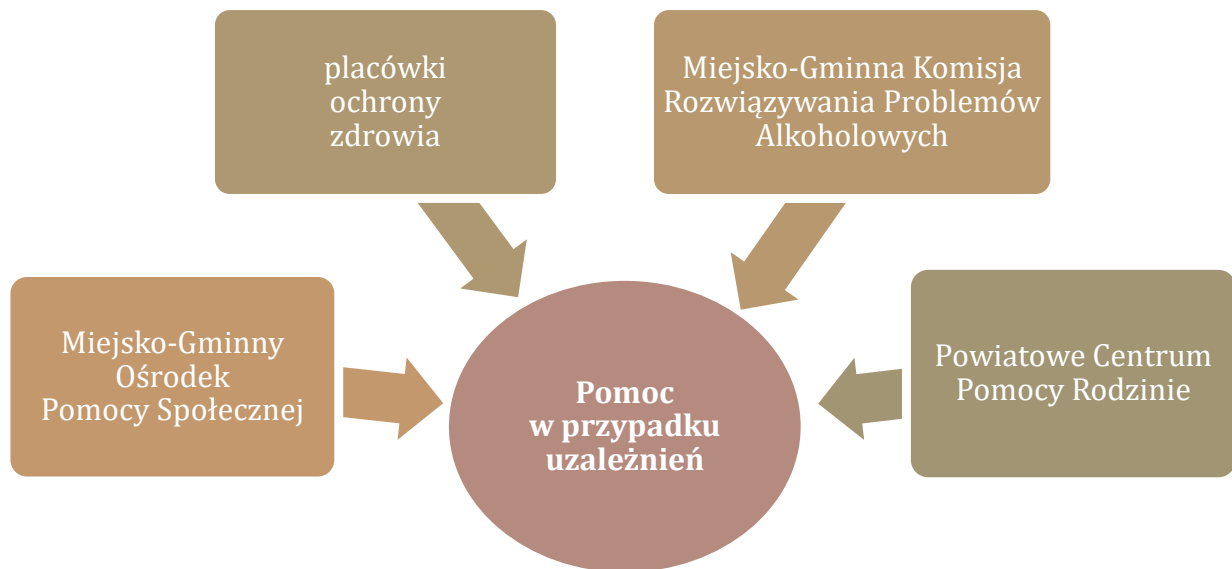 placówki
ochrony
zdrowia
Miejsko-Gminna Komisja
Rozwiązywania Problemów
Alkoholowych
Miejsko-Gminny
Ośrodek
Pomocy Społecznej
Pomoc
w przypadku
uzależnień
Powiatowe Centrum
Pomocy Rodzinie